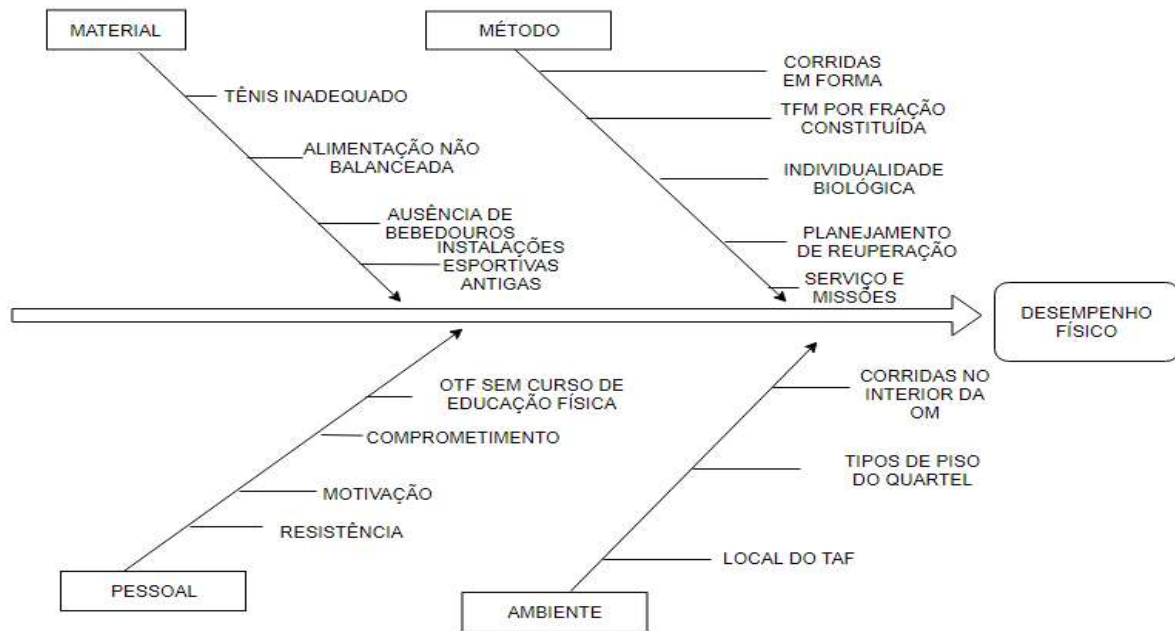 MATERIAL
MÉTODO
TÊNIS INADEQUADO
ALIMENTAÇÃO NÃO
BALANCEADA
AUSÊNCIA DE
BEBEDOUROS
INSTALAÇÕES
ESPORTIVAS
ANTIGAS
CORRIDAS
EM FORMA
TFM POR FRAÇÃO
CONSTITUÍDA
INDIVIDUALIDADE
BIOLÓGICA
PLANEJAMENTO
DE REUPERAÇÃO
SERVIÇO E
MISSÕES
DESEMPENHO
FÍSICO
OTF SEM CURSO DE
EDUCAÇÃO FÍSICA
COMPROMETIMENTO
MOTIVAÇÃO
RESISTÊNCIA
PESSOAL
CORRIDAS NO
INTERIOR DA
OM
TIPOS DE PISO
DO QUARTEL
LOCAL DO TAF
AMBIENTE